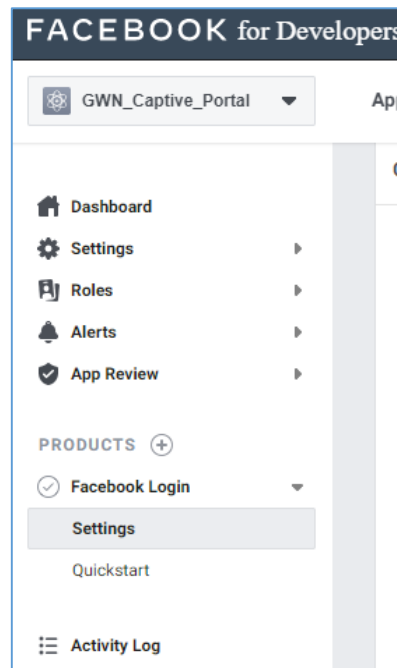 FACEBOOK for Developers
GWN_Captive_Portal
Dashboard
Settings
Roles
Alerts
App Review
PRODUCTS
Facebook Login
Settings
Quickstart
Activity Log